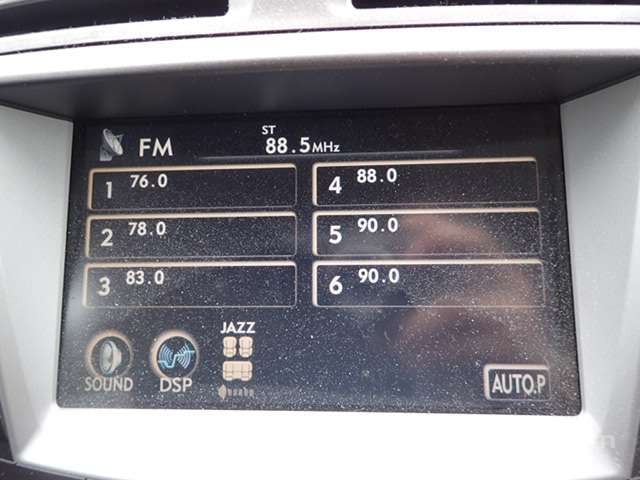 FM
ST
88.5MHz
1 76.0
2 78.0
3 83.0
4 88.0
5 90.0
6 90.0
JAZZ
SOUND
DSP
AUTO.P